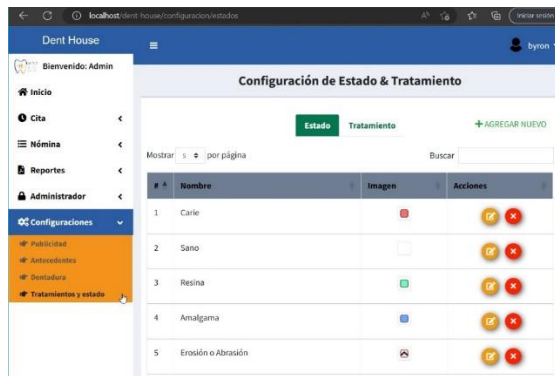 localhost/dent-house/configuracion/estados
Iniciar sesión
Dent House
byron
Bienvenido: Admin
Inicio
Cita
Nómina
Reportes
Administrador
Configuraciones
Publicidad
Antecedentes
Dentadura
Tratamientos y estado
Configuración de Estado & Tratamiento
Estado Tratamiento + AGREGAR NUEVO
Mostrar 5 por página Buscar
# Nombre Imagen Acciones
1 Carie
2 Sano
3 Resina
4 Amalgama
5 Erosión o Abrasión